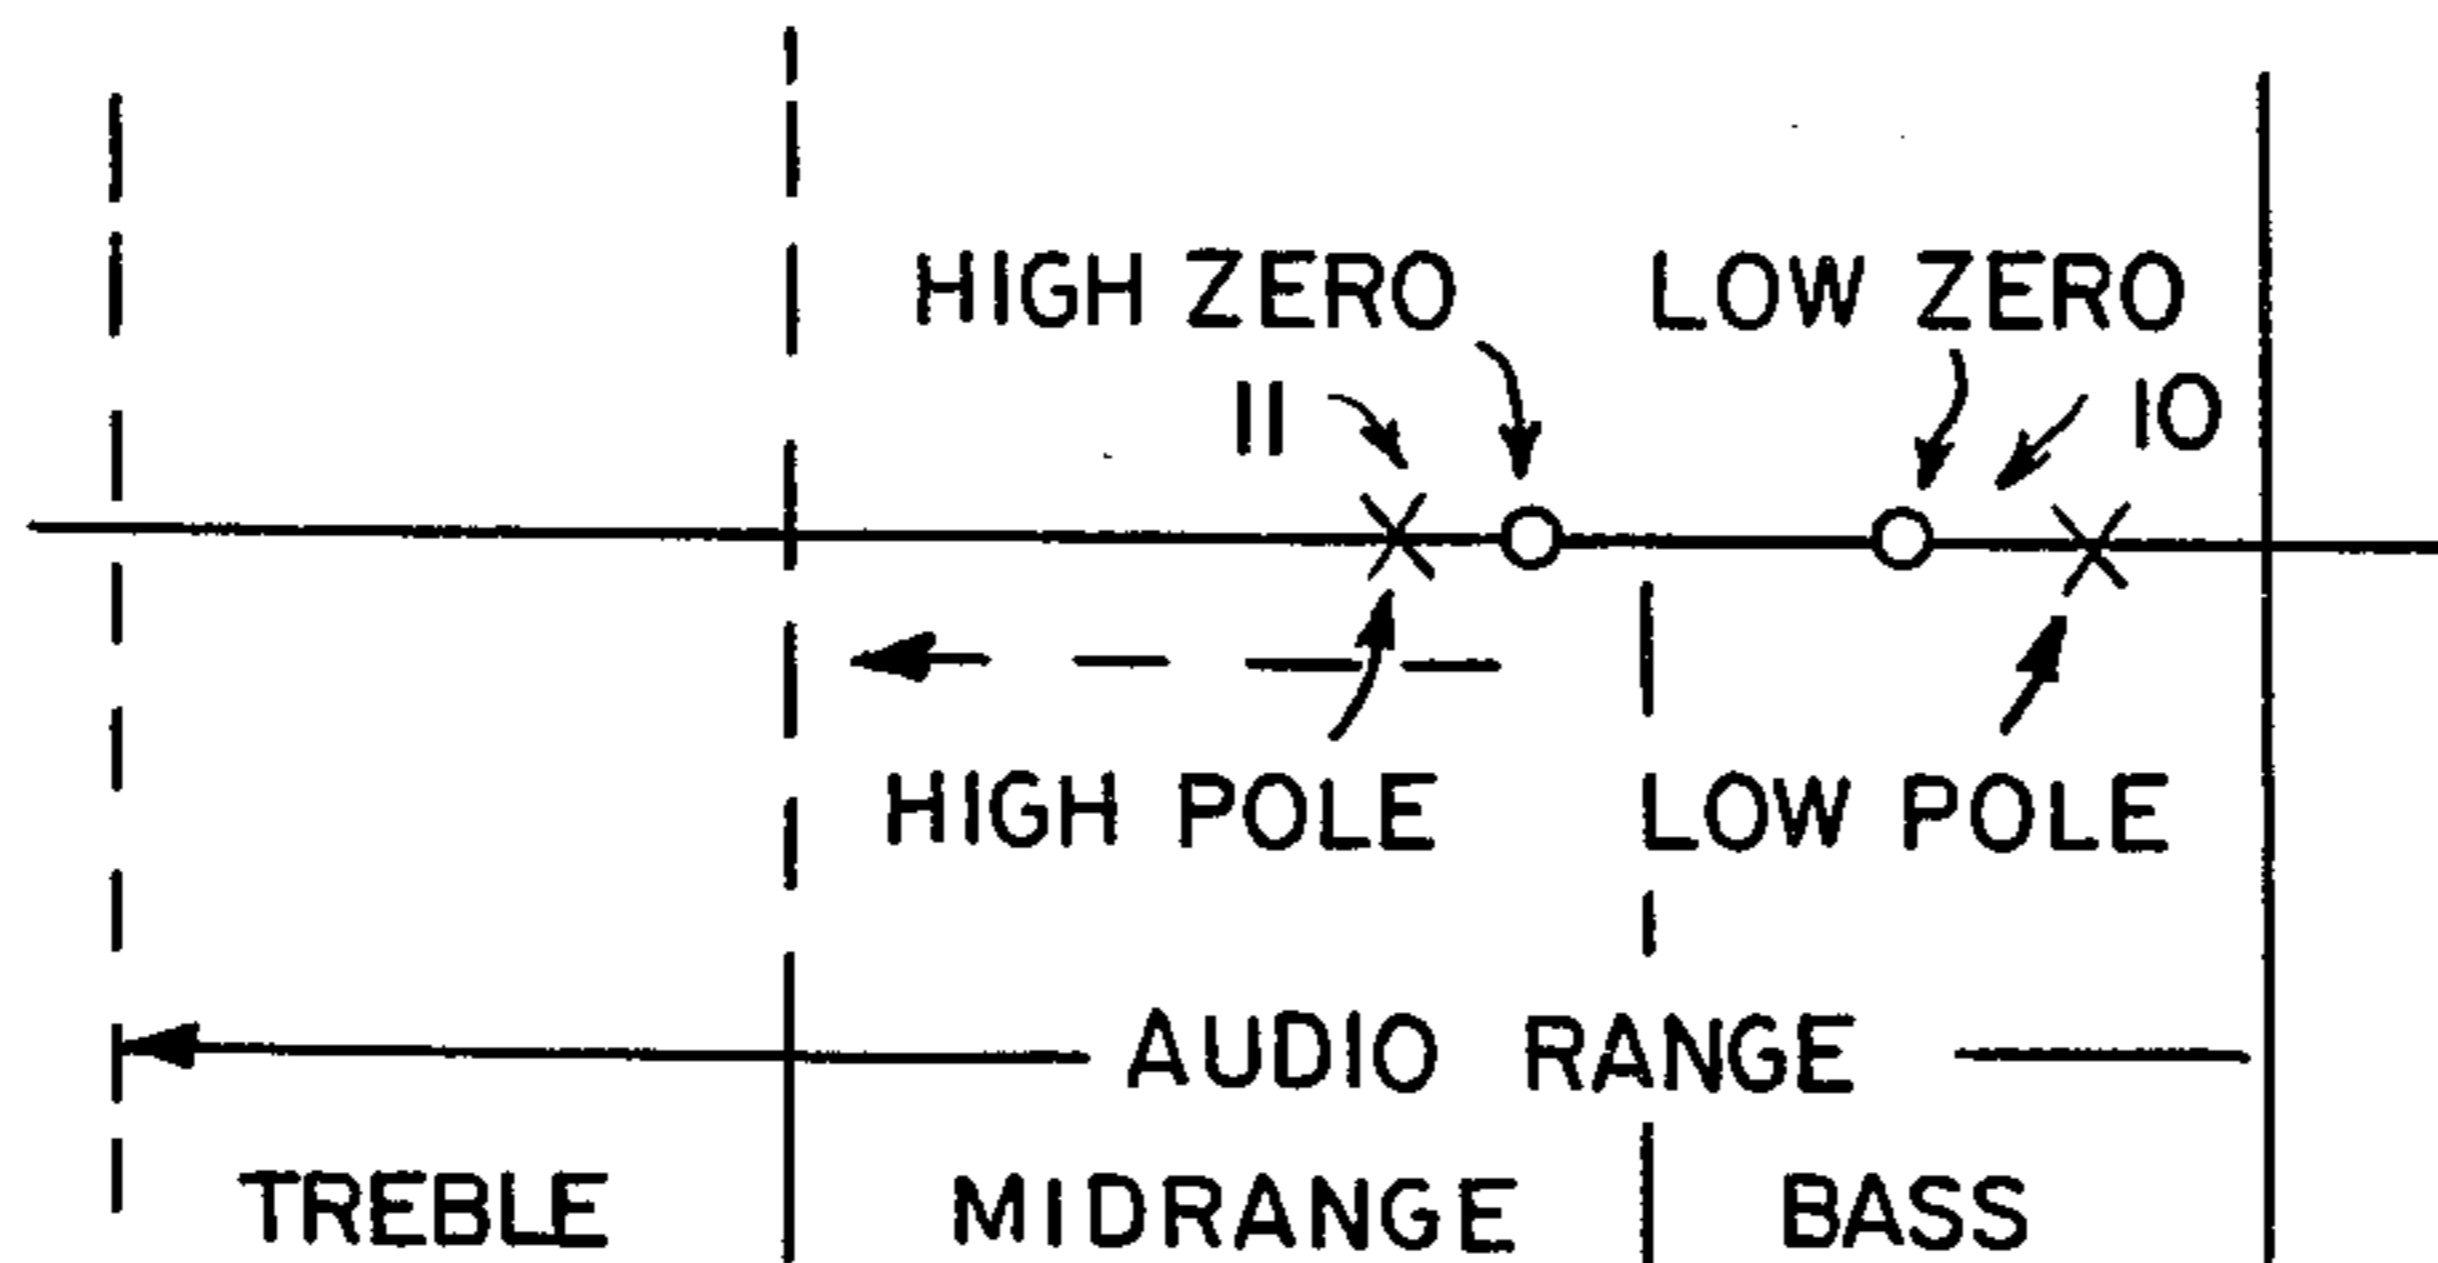 HIGH ZERO LOW ZERO
11 10
HIGH POLE LOW POLE
AUDIO RANGE
TREBLE MIDRANGE BASS